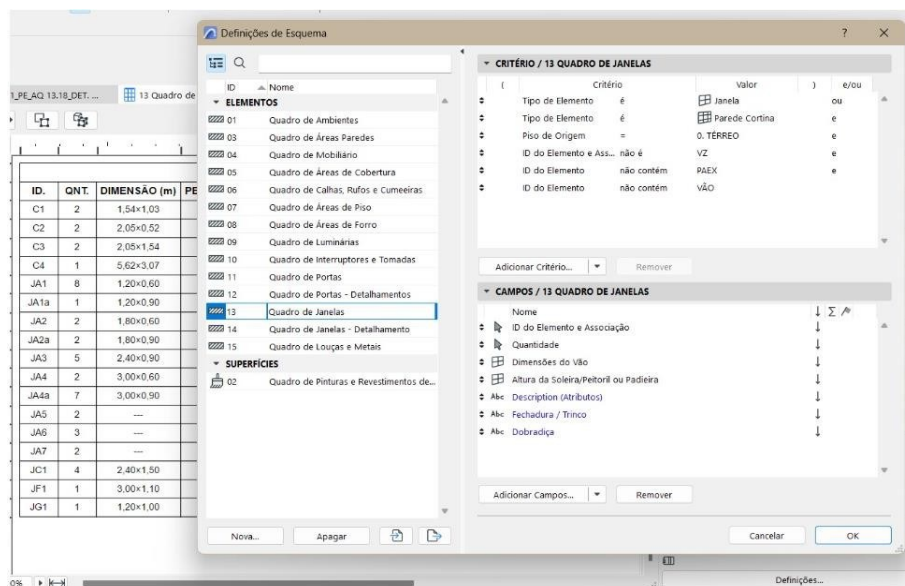 Definições de Esquema
? ×
1_PE_AQ 13.18_DET. ...
13 Quadro de
ID Nome
ELEMENTOS
01 Quadro de Ambientes
03 Quadro de Áreas Paredes
04 Quadro de Mobiliário
05 Quadro de Áreas de Cobertura
06 Quadro de Calhas, Rufos e Cumeeiras
07 Quadro de Áreas de Piso
08 Quadro de Áreas de Forro
09 Quadro de Luminárias
10 Quadro de Interruptores e Tomadas
11 Quadro de Portas
12 Quadro de Portas - Detalhamentos
13 Quadro de Janelas
14 Quadro de Janelas - Detalhamento
15 Quadro de Louças e Metais
SUPERFÍCIES
02 Quadro de Pinturas e Revestimentos de...
Nova...
Apagar
CRITÉRIO / 13 QUADRO DE JANELAS
( Critério Valor ) e/ou
Tipo de Elemento é Janela ou
Tipo de Elemento é Parede Cortina e
Piso de Origem = 0. TÉRREO e
ID do Elemento e Ass... não é VZ e
ID do Elemento não contém PAEX e
ID do Elemento não contém VÃO
Adicionar Critério...
Remover
CAMPOS / 13 QUADRO DE JANELAS
Nome
ID do Elemento e Associação
Quantidade
Dimensões do Vão
Altura da Soleira/Peitoril ou Padieira
Abc Description (Atributos)
Abc Fechadura / Trinco
Abc Dobradiça
Adicionar Campos...
Remover
Cancelar
OK
ID. QNT. DIMENSÃO (m) PE
C1 2 1,54×1,03
C2 2 2,05×0,52
C3 2 2,05×1,54
C4 1 5,62×3,07
JA1 8 1,20×0,60
JA1a 1 1,20×0,90
JA2 2 1,80×0,60
JA2a 2 1,80×0,90
JA3 5 2,40×0,90
JA4 2 3,00×0,60
JA4a 7 3,00×0,90
JA5 2 ---
JA6 3 ---
JA7 2 ---
JC1 4 2,40×1,50
JF1 1 3,00×1,10
JG1 1 1,20×1,00
0%
Definições...